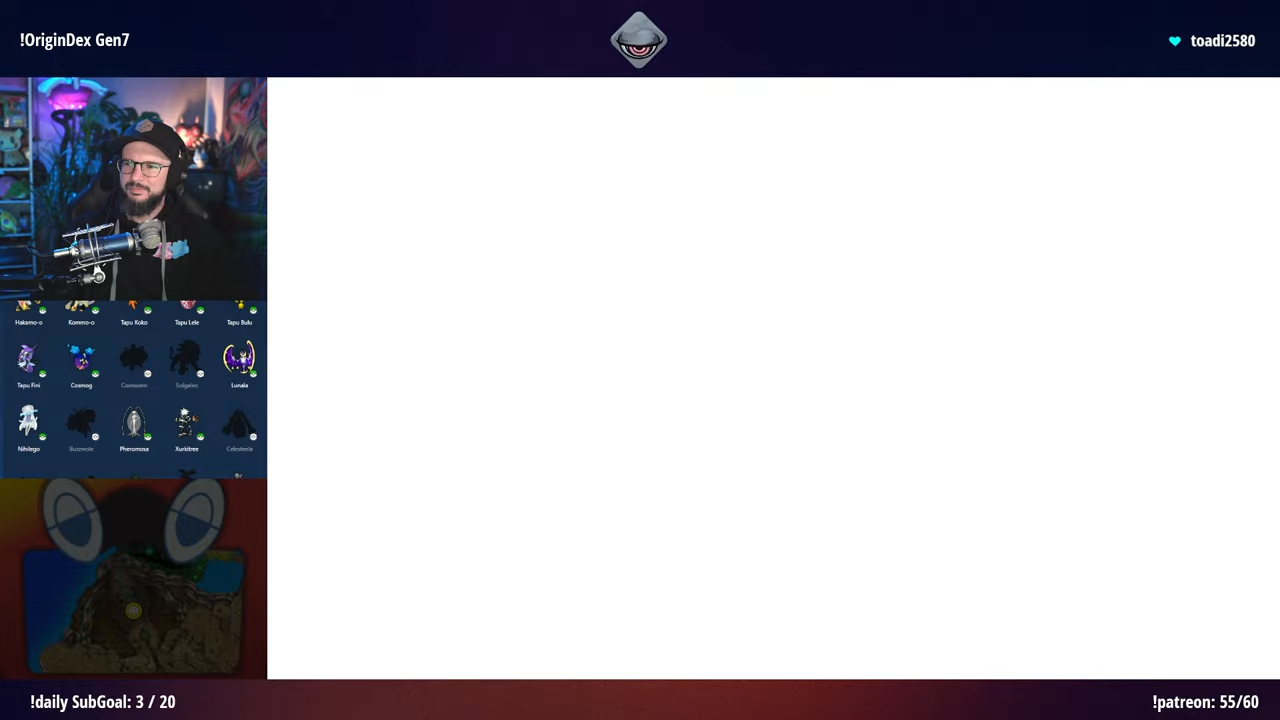 !OriginDex Gen7
toadi2580
Hakamo-o Kommo-o Tapu Koko Tapu Lele Tapu Bulu
Tapu Fini Cosmog Cosmoem Solgaleo Lunala
Nihilego Buzzwole Pheromosa Xurkitree Celesteela
!daily SubGoal: 3 / 20
!patreon: 55/60